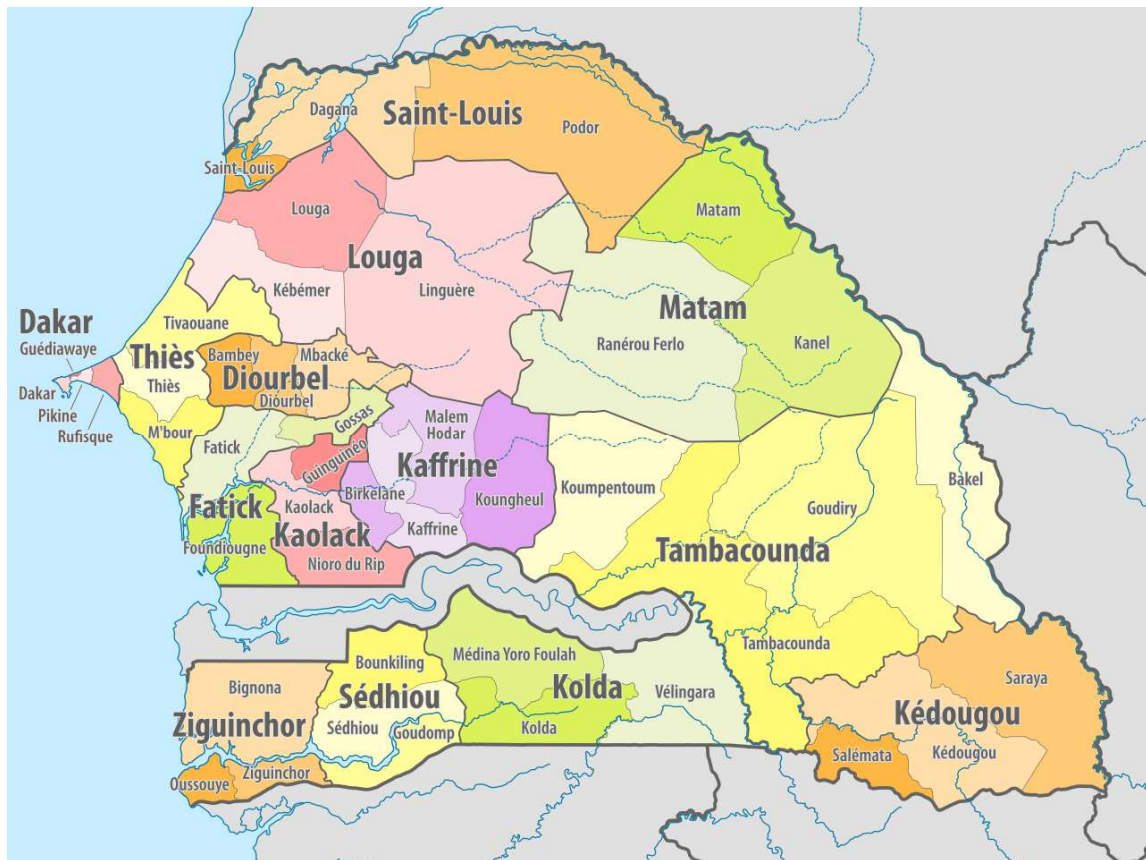 Saint-Louis
Dagana
Podor
Saint-Louis
Louga
Matam
Louga
Kébémer
Linguère
Matam
Ranérou Ferlo
Kanel
Tivaouane
Dakar
Guédiawaye
Thiès
Thiès
Dakar
Pikine
Rufisque
M'bour
Bambey
Mbacké
Diourbel
Diourbel
Gossas
Fatick
Guinguinéo
Malem
Hodar
Kaffrine
Birkelane
Koungheul
Kaffrine
Koumpentoum
Goudiry
Bakel
Fatick
Foundiougne
Kaolack
Kaolack
Nioro du Rip
Tambacounda
Tambacounda
Bounkiling
Médina Yoro Foulah
Bignona
Sédhiou
Kolda
Vélingara
Saraya
Ziguinchor
Sédhiou
Goudomp
Kolda
Kédougou
Salémata
Kédougou
Oussouye
Ziguinchor